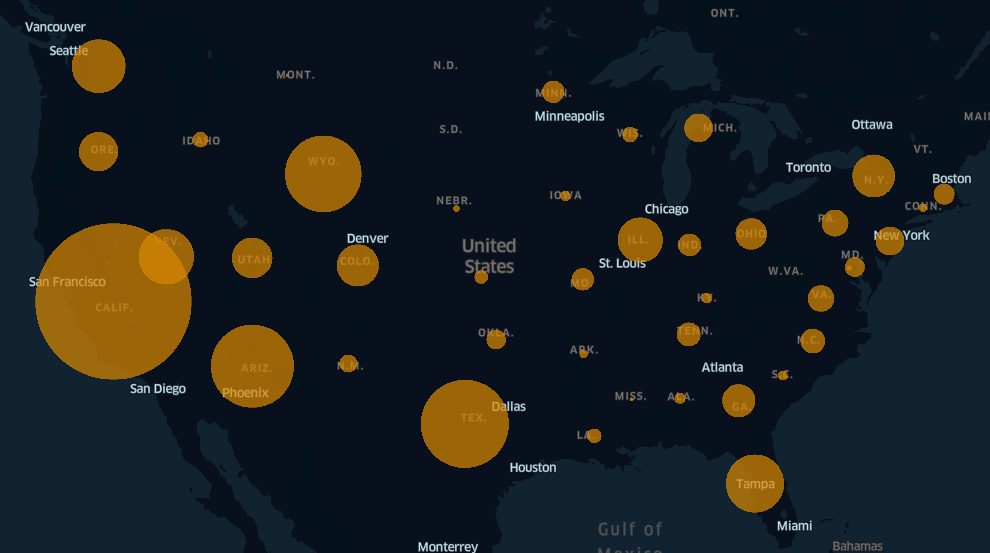 ONT.
Vancouver
Seattle
MONT.
N.D.
MINN.
Minneapolis
S.D.
WIS.
MICH.
MAI
Ottawa
ORE.
IDAHO
WYO.
VT.
Toronto
N.Y.
Boston
NEBR.
IOWA
CONN.
Chicago
PA.
New York
NEV.
Denver
United
States
ILL.
IND.
OHIO
MD.
UTAH
COLO.
St. Louis
W.VA.
San Francisco
MO.
CALIF.
KY.
VA.
OKLA.
TENN.
N.C.
ARK.
ARIZ.
N.M.
Atlanta
S.C.
San Diego
Phoenix
MISS.
ALA.
Dallas
TEX.
GA.
LA.
Houston
Tampa
Gulf of
Mexico
Miami
Monterrey
Bahamas